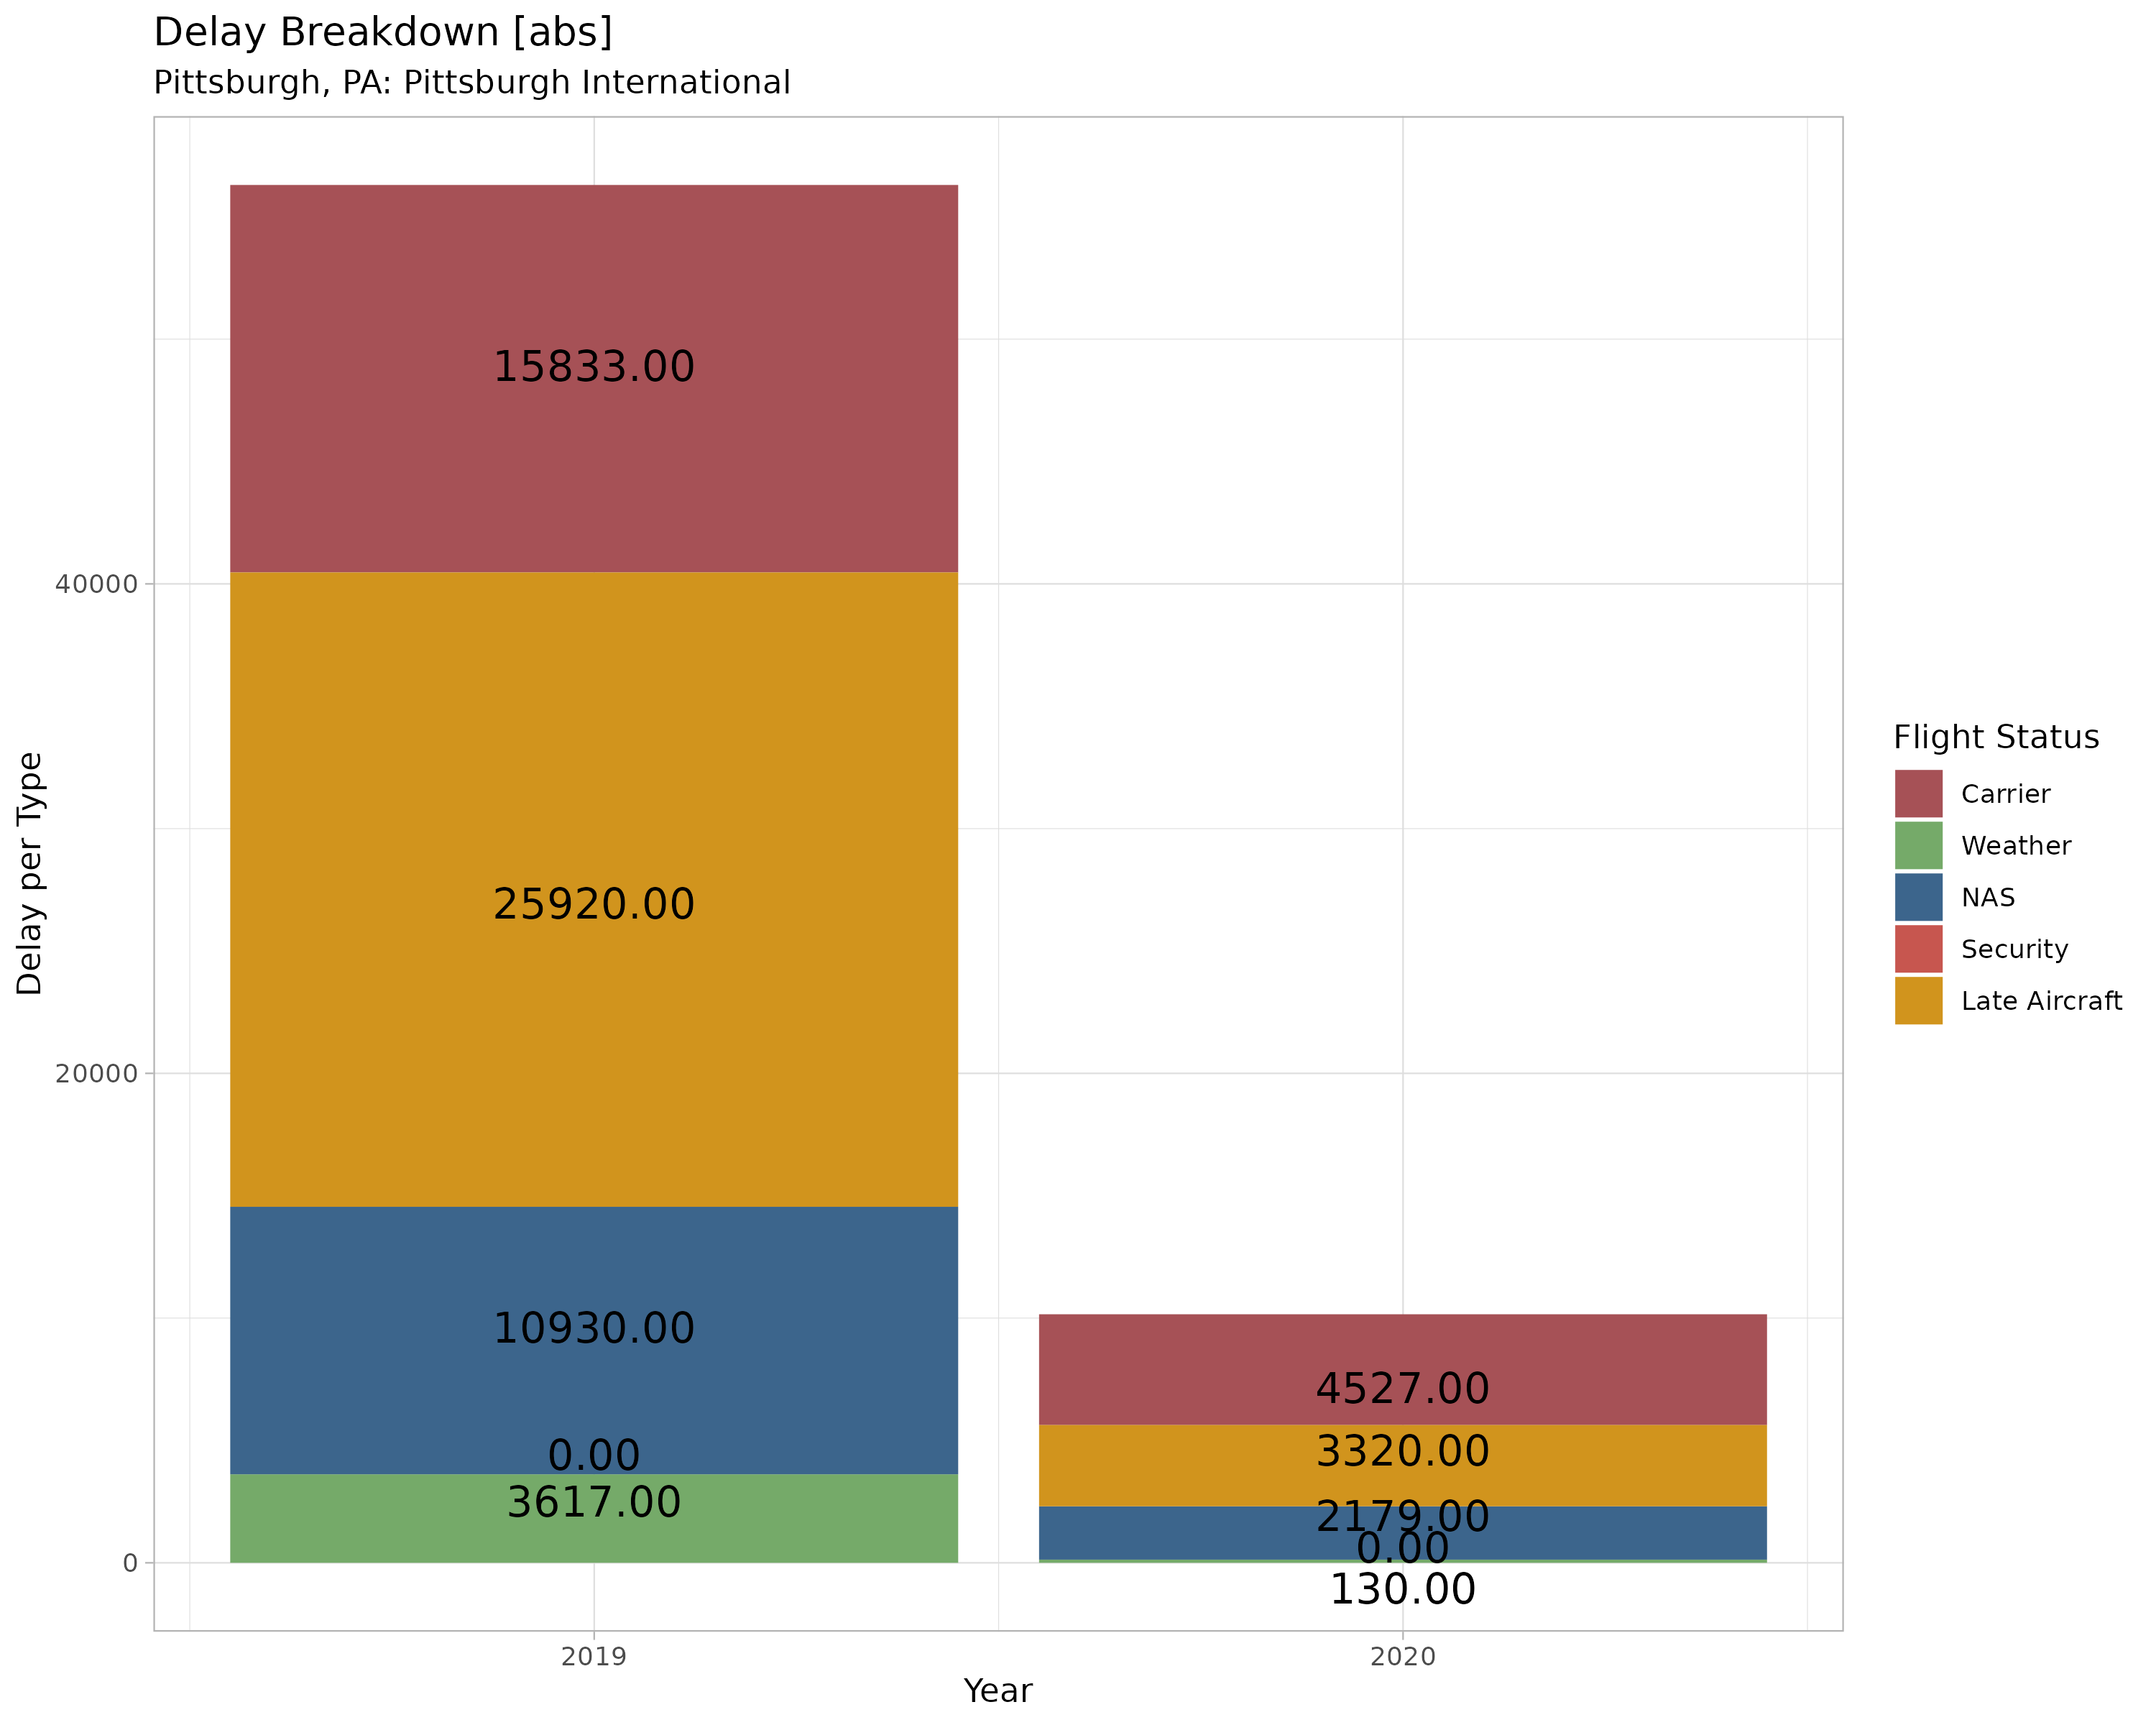 Delay Breakdown [abs]
Pittsburgh, PA: Pittsburgh International
Delay per Type
40000
20000
0
15833.00
25920.00
10930.00
0.00
3617.00
4527.00
3320.00
2179.00
0.00
130.00
2019
2020
Year
Flight Status
Carrier
Weather
NAS
Security
Late Aircraft